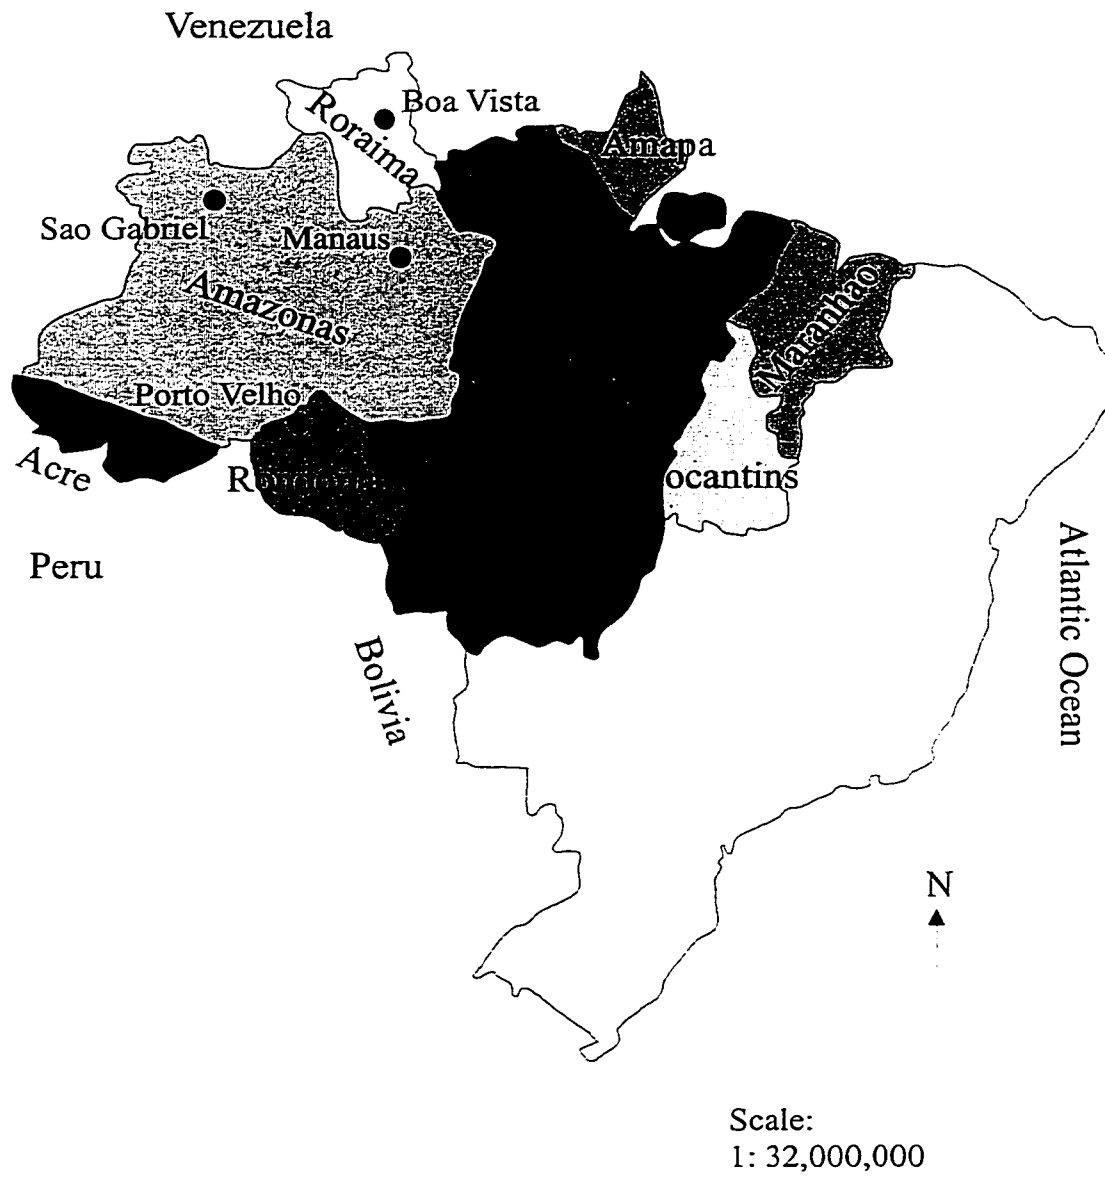 Venezuela
Boa Vista
Roraima
Amapa
Sao Gabriel
Manaus
Amazonas
Maranhao
Porto Velho
Acre
ocantins
Peru
Atlantic Ocean
Bolivia
N
Scale:
1: 32,000,000